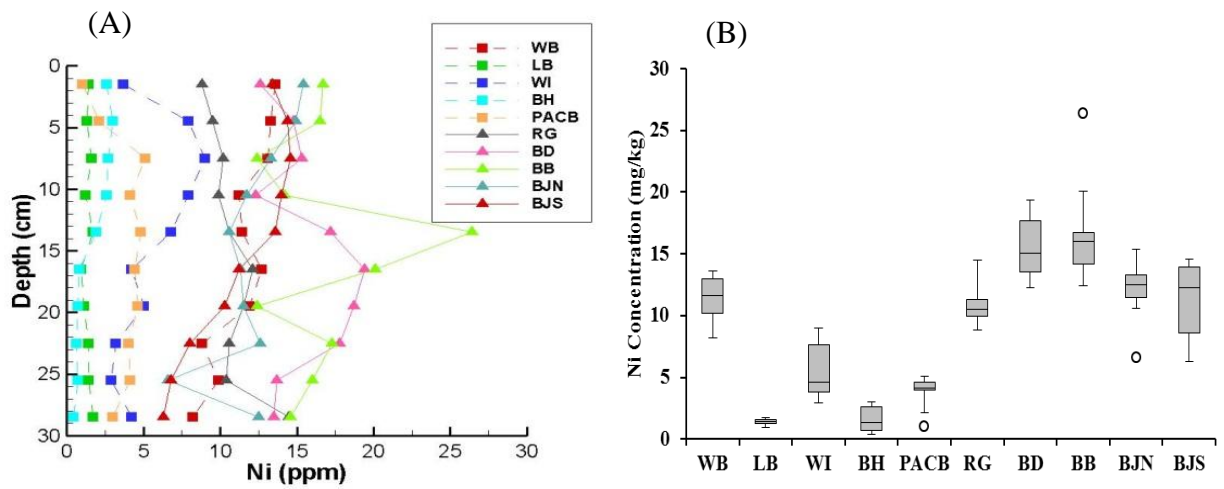 (A)
WB
LB
WI
BH
PACB
RG
BD
BB
BJN
BJS
0
5
10
15
20
25
30
Depth (cm)
0 5 10 15 20 25 30
Ni (ppm)
(B)
30
25
20
15
10
5
0
Ni Concentration (mg/kg)
WB LB WI BH PACB RG BD BB BJN BJS